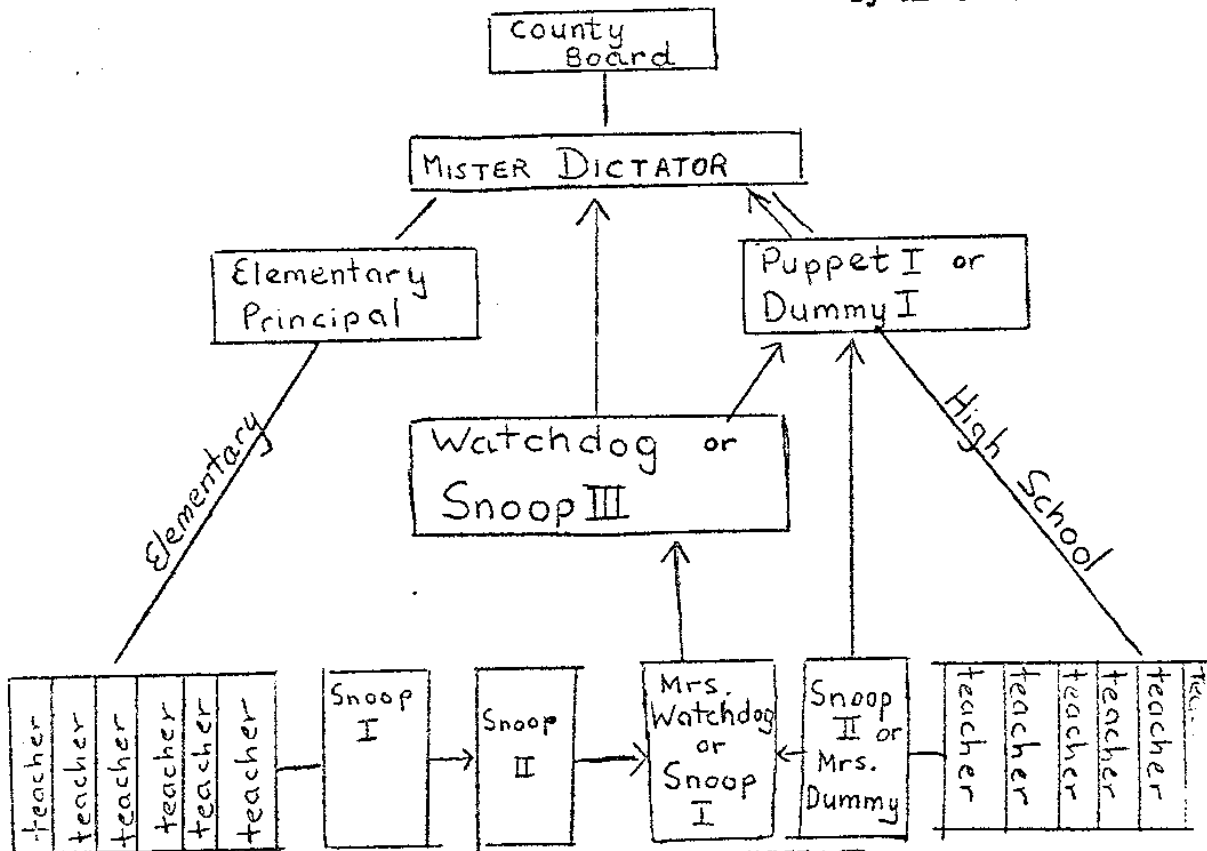 County
Board
MISTER DICTATOR
Elementary
Principal
Puppet I or
Dummy I
Watchdog or
Snoop III
Elementary
High School
teacher
teacher
teacher
teacher
teacher
teacher
Snoop
I
Snoop
II
Mrs.
Watchdog
or
Snoop
I
Snoop
II or
Mrs.
Dummy
teacher
teacher
teacher
teacher
teacher